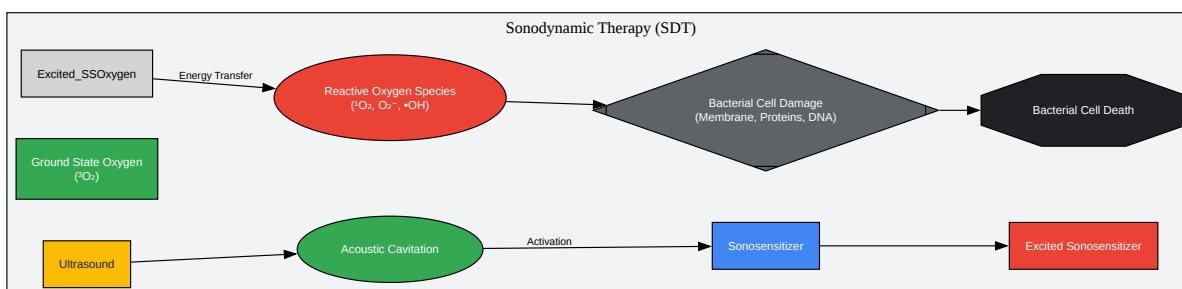 Sonodynamic Therapy (SDT)
Excited_SSOxygen
Energy Transfer
Reactive Oxygen Species
(¹O₂, O₂⁻, •OH)
Bacterial Cell Damage
(Membrane, Proteins, DNA)
Bacterial Cell Death
Ground State Oxygen
(³O₂)
Ultrasound
Acoustic Cavitation
Activation
Sonosensitizer
Excited Sonosensitizer